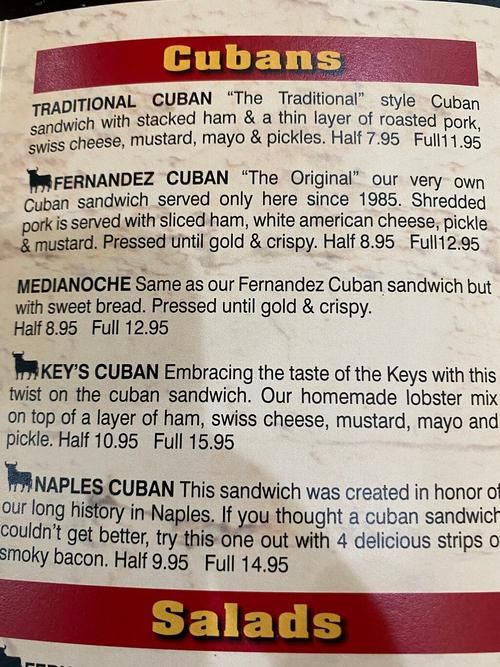 Cubans
TRADITIONAL CUBAN "The Traditional" style Cuban
sandwich with stacked ham & a thin layer of roasted pork,
swiss cheese, mustard, mayo & pickles. Half 7.95 Full11.95
FERNANDEZ CUBAN "The Original" our very own
Cuban sandwich served only here since 1985. Shredded
pork is served with sliced ham, white american cheese, pickle
& mustard. Pressed until gold & crispy. Half 8.95 Full12.95
MEDIANOCHE Same as our Fernandez Cuban sandwich but
with sweet bread. Pressed until gold & crispy.
Half 8.95 Full 12.95
KEY'S CUBAN Embracing the taste of the Keys with this
twist on the cuban sandwich. Our homemade lobster mix
on top of a layer of ham, swiss cheese, mustard, mayo and
pickle. Half 10.95 Full 15.95
NAPLES CUBAN This sandwich was created in honor of
our long history in Naples. If you thought a cuban sandwich
couldn't get better, try this one out with 4 delicious strips o
smoky bacon. Half 9.95 Full 14.95
Salads